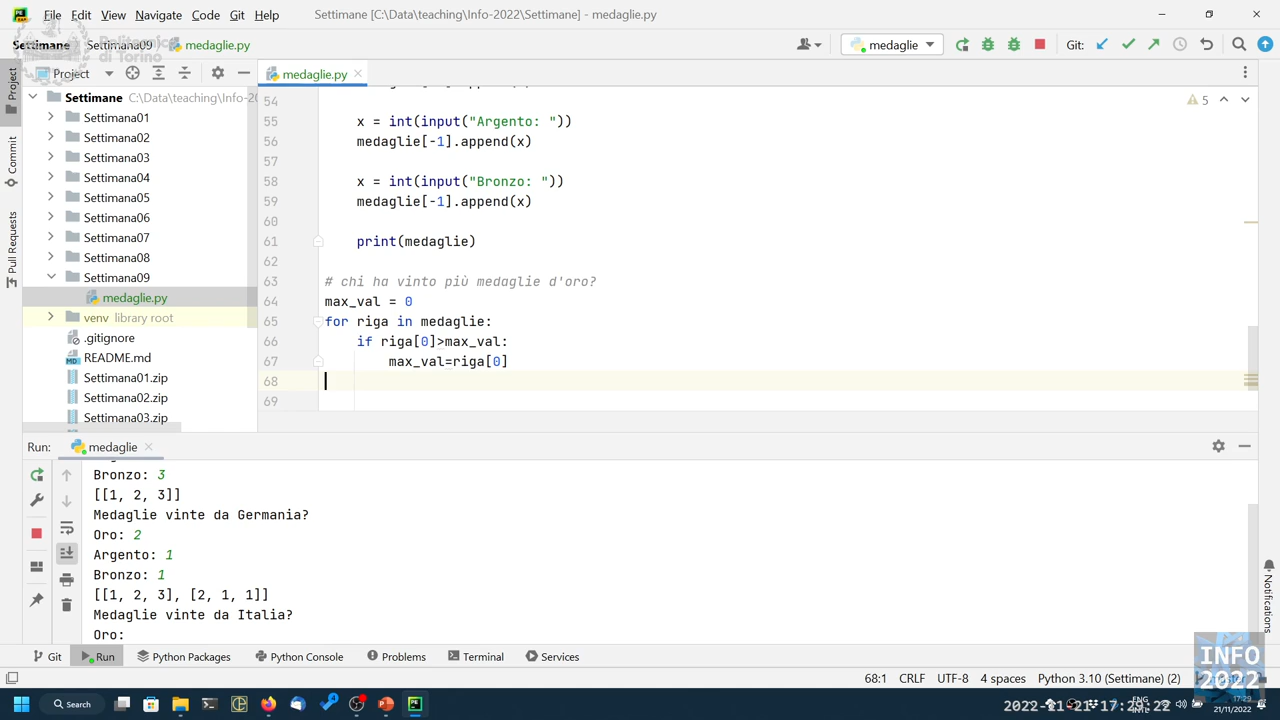 File Edit View Navigate Code Git Help Settimane [C:\Data\teaching\Info-2022\Settimane] - medaglie.py
Settimane Settimane09 medaglie.py medaglie Git:
Politecnico
di Torino
Project medaglie.py
Settimane C:\Data\teaching\Info-20
Settimana01
Settimana02
Settimana03
Settimana04
Settimana05
Settimana06
Settimana07
Settimana08
Settimana09
medaglie.py
venv library root
.gitignore
README.md
Settimana01.zip
Settimana02.zip
Settimana03.zip
Project
Commit
Pull Requests
5
54
55 x = int(input("Argento: "))
56 medaglie[-1].append(x)
57
58 x = int(input("Bronzo: "))
59 medaglie[-1].append(x)
60
61 print(medaglie)
62
63 # chi ha vinto più medaglie d'oro?
64 max_val = 0
65 for riga in medaglie:
66 if riga[0]>max_val:
67 max_val=riga[0]
68
69
Run: medaglie
Bronzo: 3
[[1, 2, 3]]
Medaglie vinte da Germania?
Oro: 2
Argento: 1
Bronzo: 1
[[1, 2, 3], [2, 1, 1]]
Medaglie vinte da Italia?
Oro:
Notifications
Git Run Python Packages Python Console Problems Terminal Services
68:1 CRLF UTF-8 4 spaces Python 3.10 (Settimane) (2)
INFO
2022
Search
ENG
17:29
21/11/2022